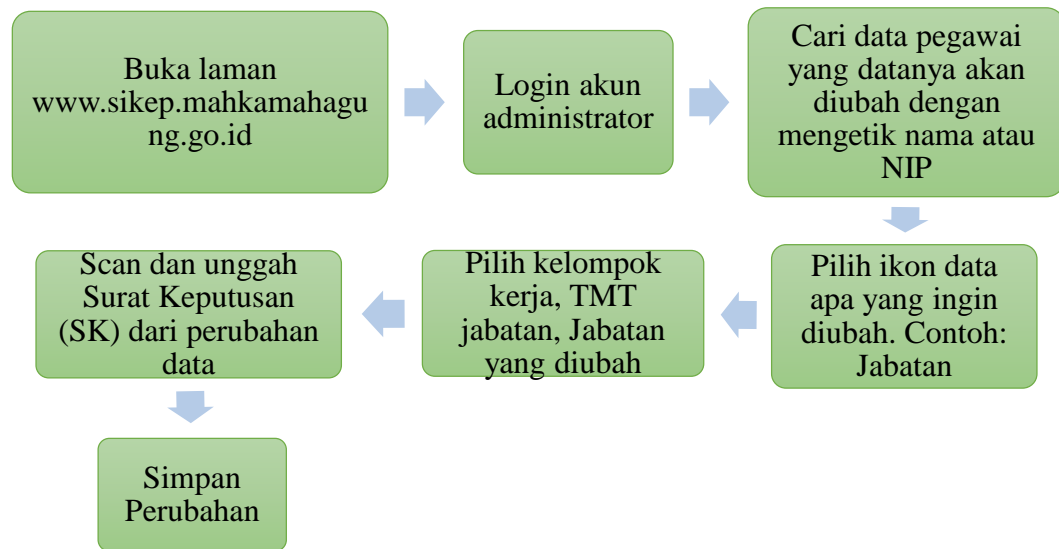 Buka laman
www.sikep.mahkamahagu
ng.go.id
Login akun
administrator
Cari data pegawai
yang datanya akan
diubah dengan
mengetik nama atau
NIP
Pilih ikon data
apa yang ingin
diubah. Contoh:
Jabatan
Pilih kelompok
kerja, TMT
jabatan, Jabatan
yang diubah
Scan dan unggah
Surat Keputusan
(SK) dari perubahan
data
Simpan
Perubahan